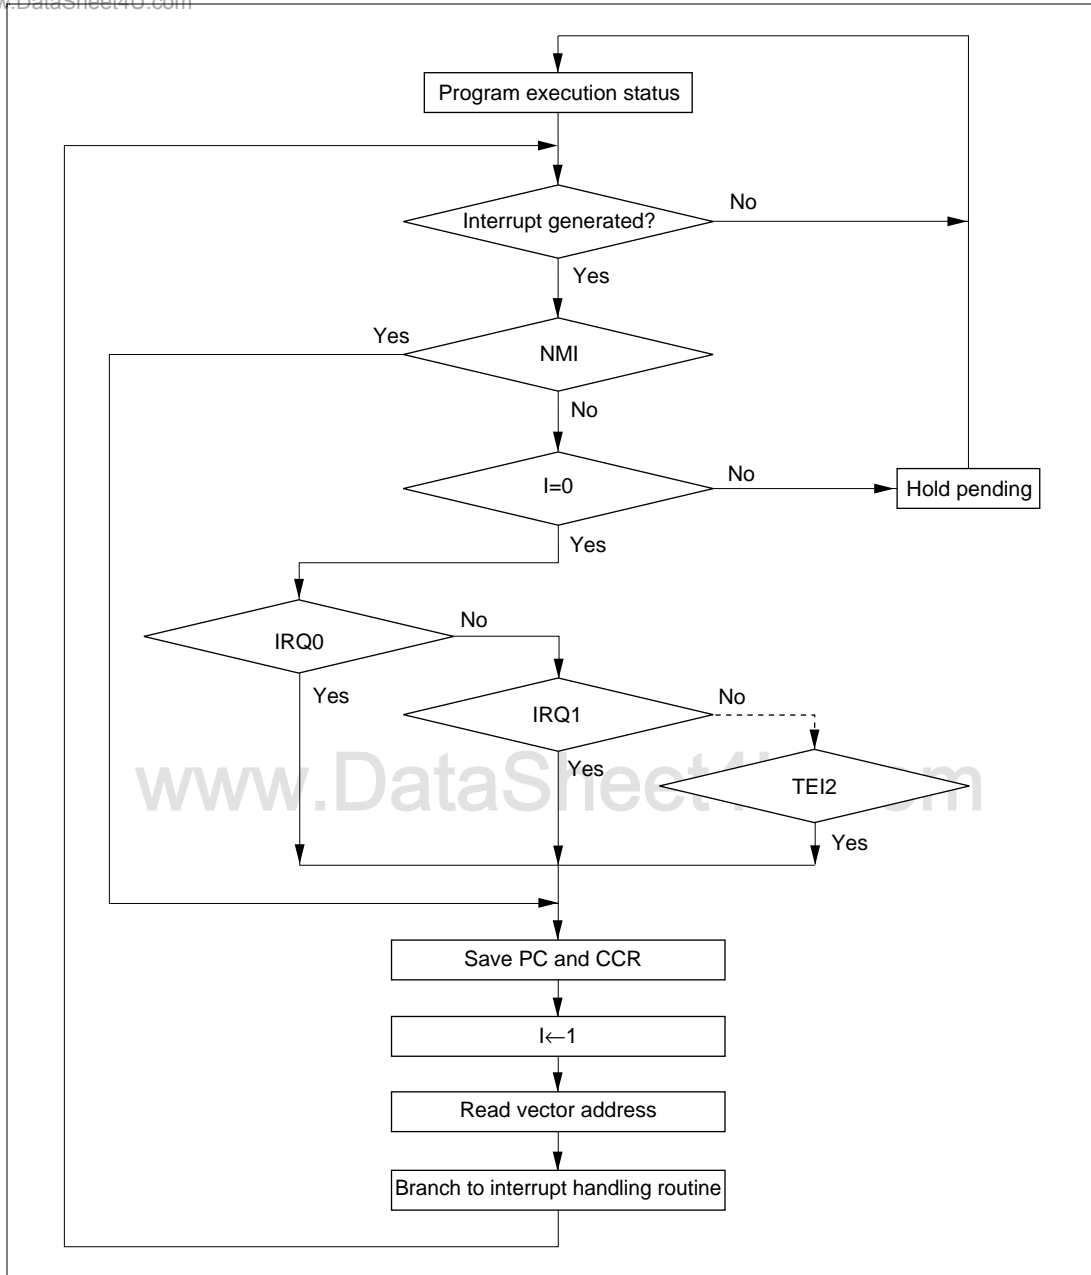 w.DataSheet4U.com
Program execution status
Interrupt generated?
No
Yes
Yes
NMI
No
I=0
No
Hold pending
Yes
IRQ0
No
Yes
IRQ1
No
Yes
TEI2
www.DataSheet4U.com
Yes
Save PC and CCR
I←1
Read vector address
Branch to interrupt handling routine